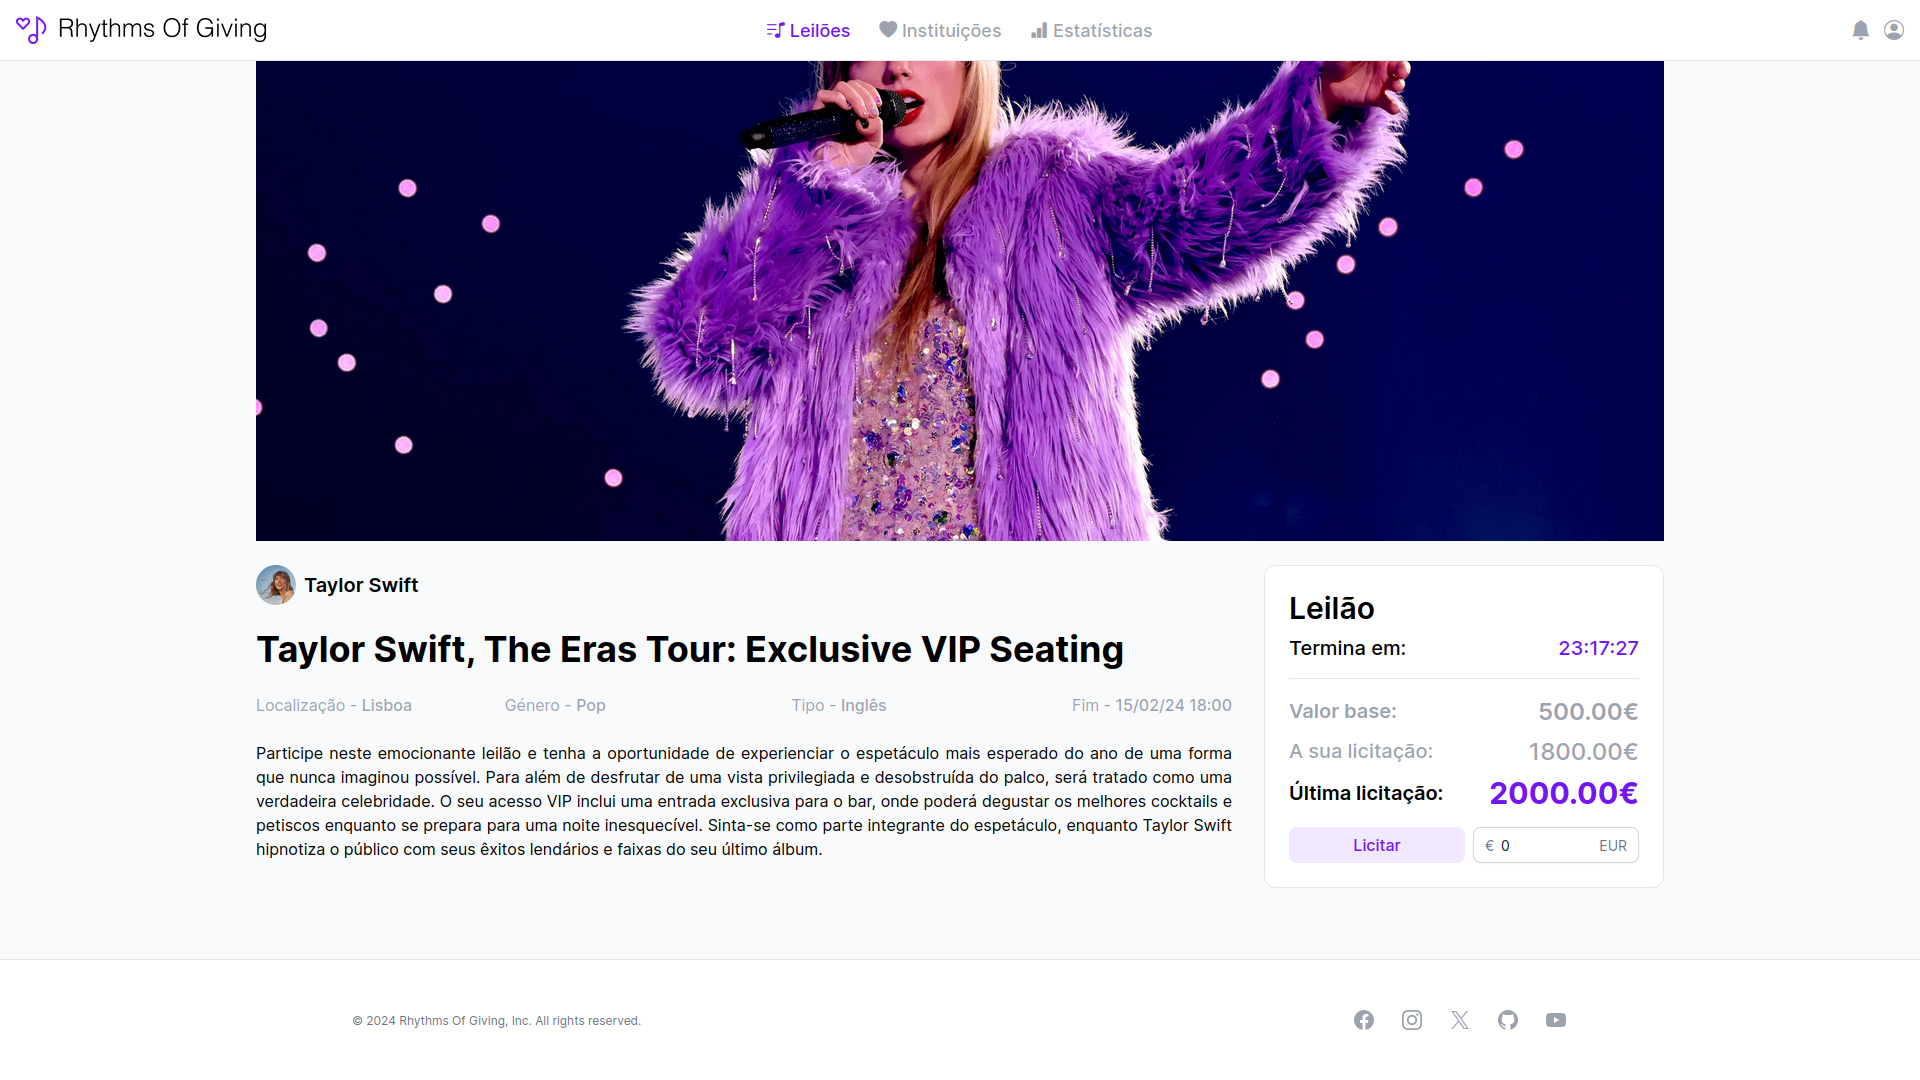 Rhythms Of Giving
Leilões
Instituições
Estatísticas
Taylor Swift
Taylor Swift, The Eras Tour: Exclusive VIP Seating
Localização - Lisboa
Género - Pop
Tipo - Inglês
Fim - 15/02/24 18:00
Participe neste emocionante leilão e tenha a oportunidade de experienciar o espetáculo mais esperado do ano de uma forma
que nunca imaginou possível. Para além de desfrutar de uma vista privilegiada e desobstruída do palco, será tratado como uma
verdadeira celebridade. O seu acesso VIP inclui uma entrada exclusiva para o bar, onde poderá degustar os melhores cocktails e
petiscos enquanto se prepara para uma noite inesquecível. Sinta-se como parte integrante do espetáculo, enquanto Taylor Swift
hipnotiza o público com seus êxitos lendários e faixas do seu último álbum.
Leilão
Termina em: 23:17:27
Valor base: 500.00€
A sua licitação: 1800.00€
Última licitação: 2000.00€
Licitar
€ 0 EUR
© 2024 Rhythms Of Giving, Inc. All rights reserved.